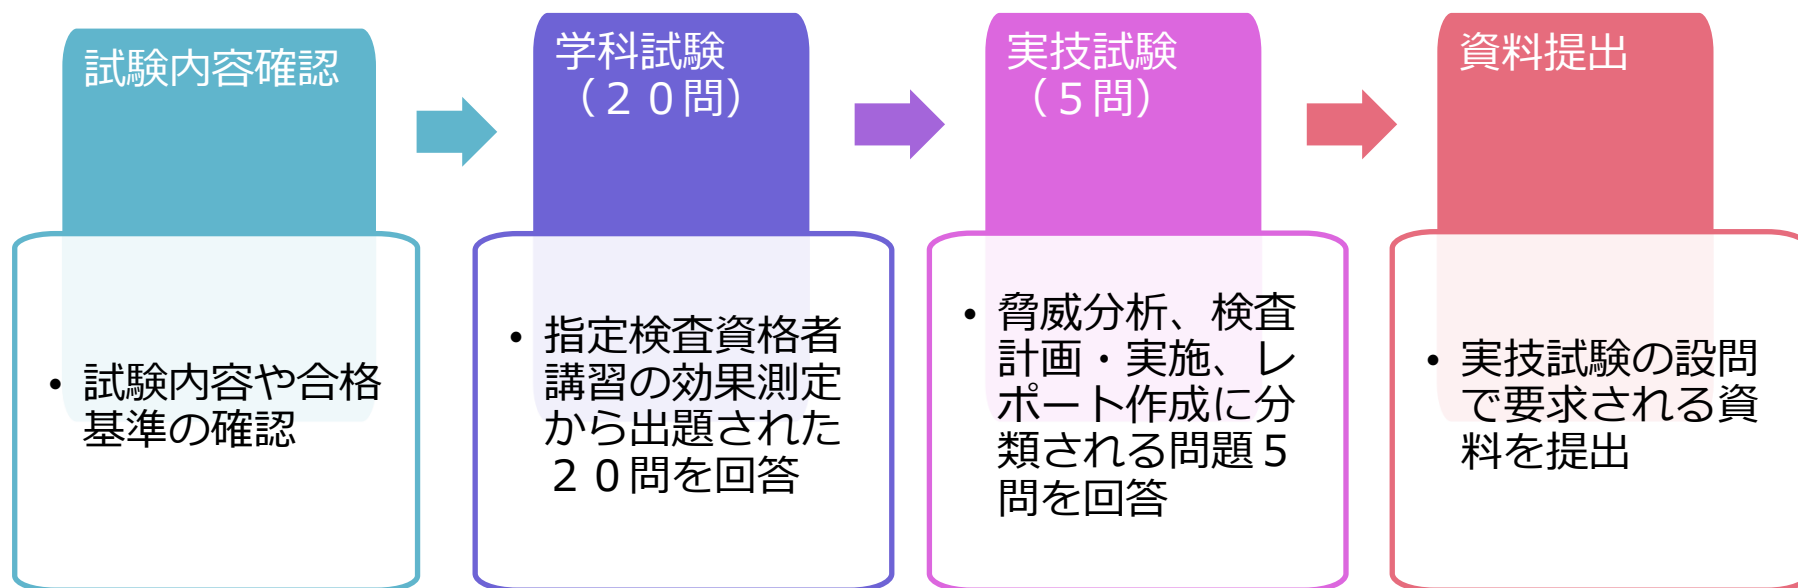 試験内容確認
・試験内容や合格
基準の確認
学科試験
（２０問）
・指定検査資格者
講習の効果測定
から出題された
２０問を回答
実技試験
（５問）
・脅威分析、検査
計画・実施、レ
ポート作成に分
類される問題５
問を回答
資料提出
・実技試験の設問
で要求される資
料を提出